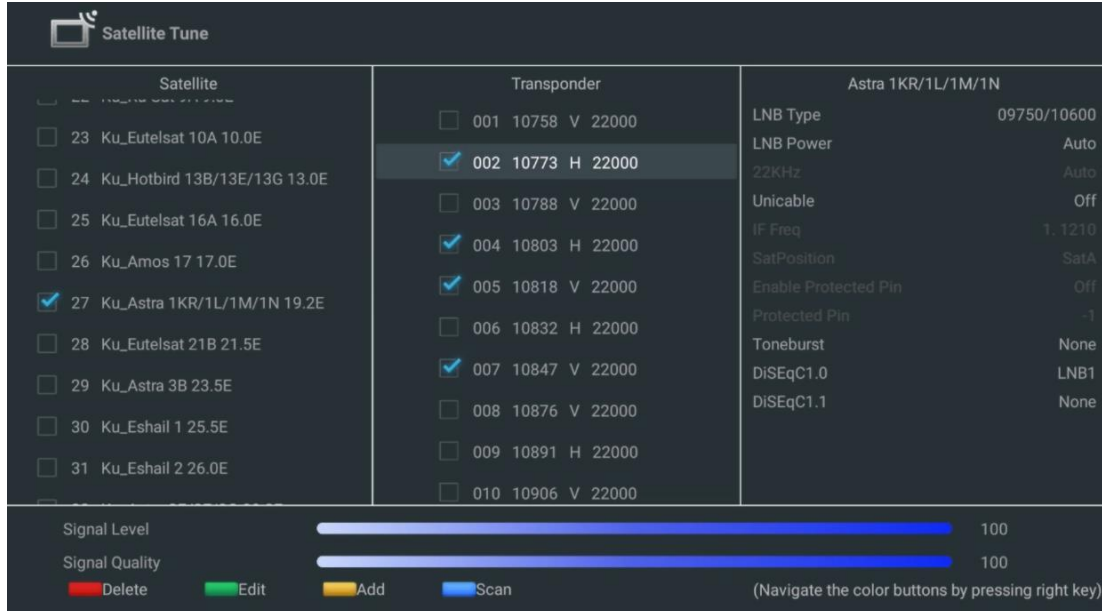 Satellite Tune
Satellite
23 Ku_Eutelsat 10A 10.0E
24 Ku_Hotbird 13B/13E/13G 13.0E
25 Ku_Eutelsat 16A 16.0E
26 Ku_Amos 17 17.0E
27 Ku_Astra 1KR/1L/1M/1N 19.2E
28 Ku_Eutelsat 21B 21.5E
29 Ku_Astra 3B 23.5E
30 Ku_Eshail 1 25.5E
31 Ku_Eshail 2 26.0E
Transponder
001 10758 V 22000
002 10773 H 22000
003 10788 V 22000
004 10803 H 22000
005 10818 V 22000
006 10832 H 22000
007 10847 V 22000
008 10876 V 22000
009 10891 H 22000
010 10906 V 22000
Astra 1KR/1L/1M/1N
LNB Type 09750/10600
LNB Power Auto
22KHz Auto
Unicable Off
IF Freq 1. 1210
SatPosition SatA
Enable Protected Pin Off
Protected Pin -1
Toneburst None
DiSEqC1.0 LNB1
DiSEqC1.1 None
Signal Level 100
Signal Quality 100
Delete Edit Add Scan (Navigate the color buttons by pressing right key)